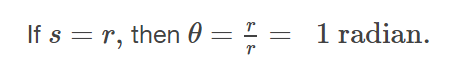 If s = r, then θ = r/r = 1 radian.